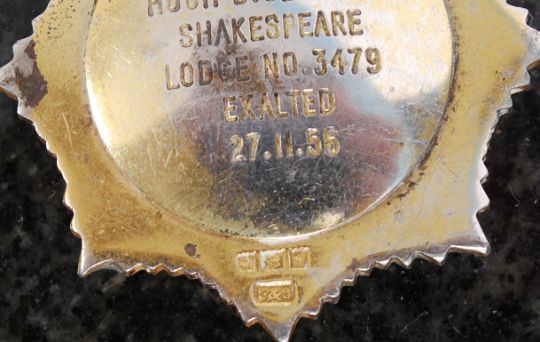 SHAKESPEARE
LODGE NO. 3479
EXALTED
27.11.56